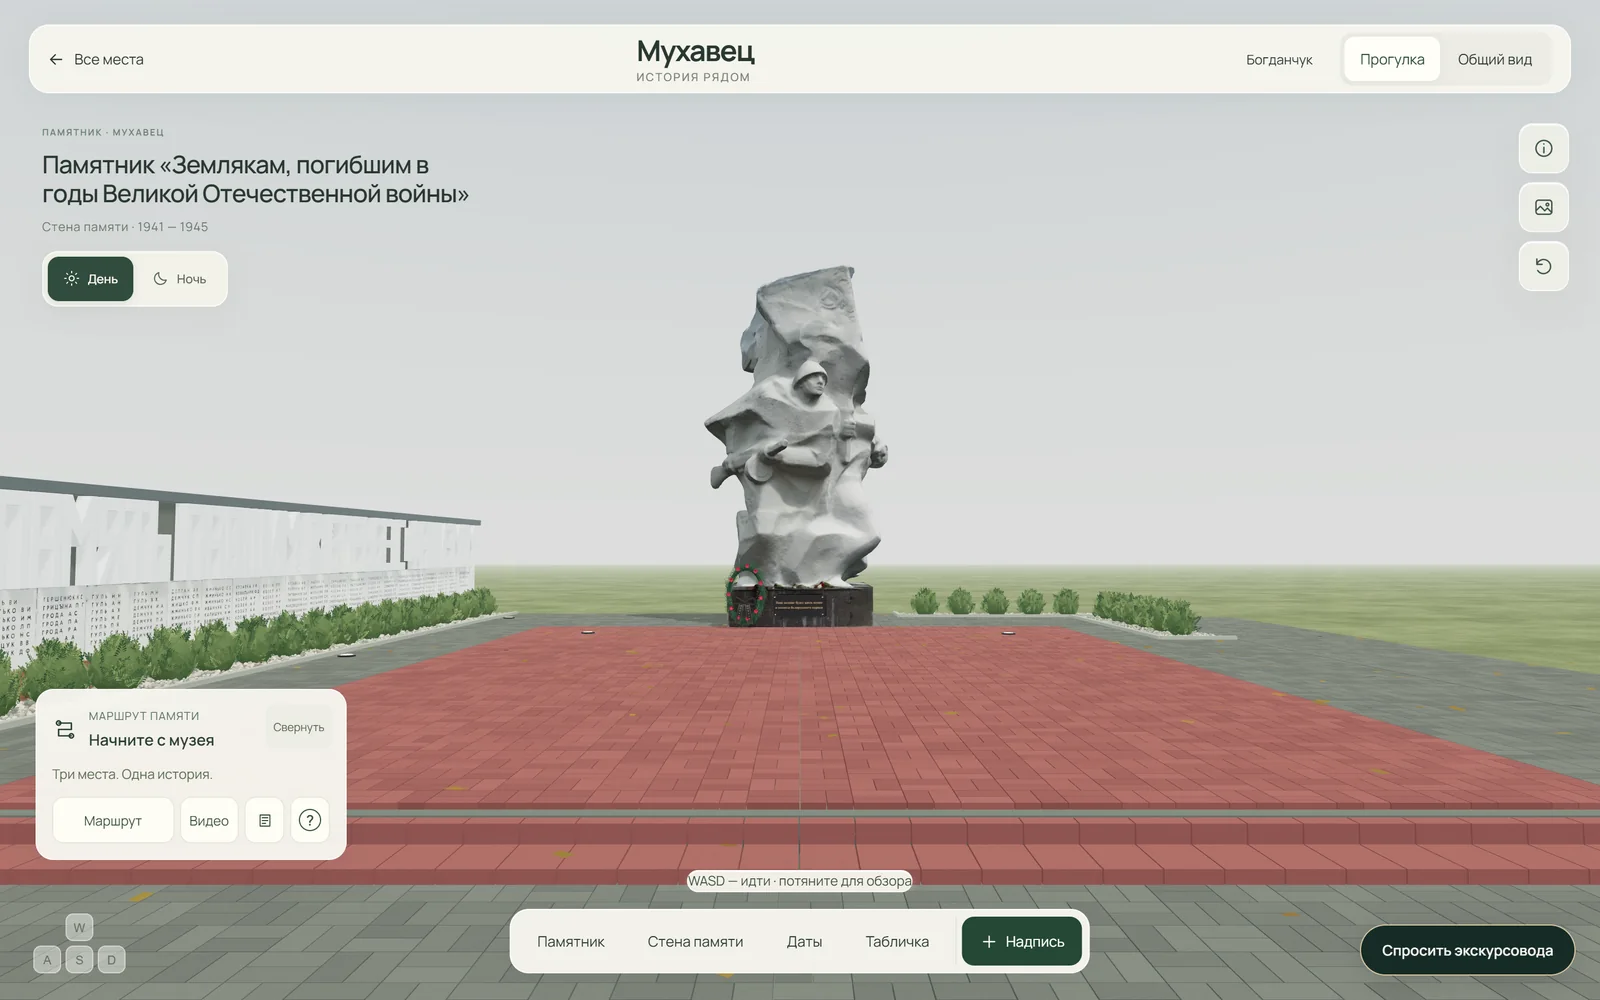 Все места
Мухавец
ИСТОРИЯ РЯДОМ
Богданчук
Прогулка
Общий вид
ПАМЯТНИК · МУХАВЕЦ
Памятник «Землякам, погибшим в
годы Великой Отечественной войны»
Стена памяти · 1941 — 1945
День
Ночь
МАРШРУТ ПАМЯТИ
Начните с музея
Свернуть
Три места. Одна история.
Маршрут
Видео
?
WASD — идти · потяните для обзора
W
A
S
D
Памятник
Стена памяти
Даты
Табличка
+ Надпись
Спросить экскурсовода